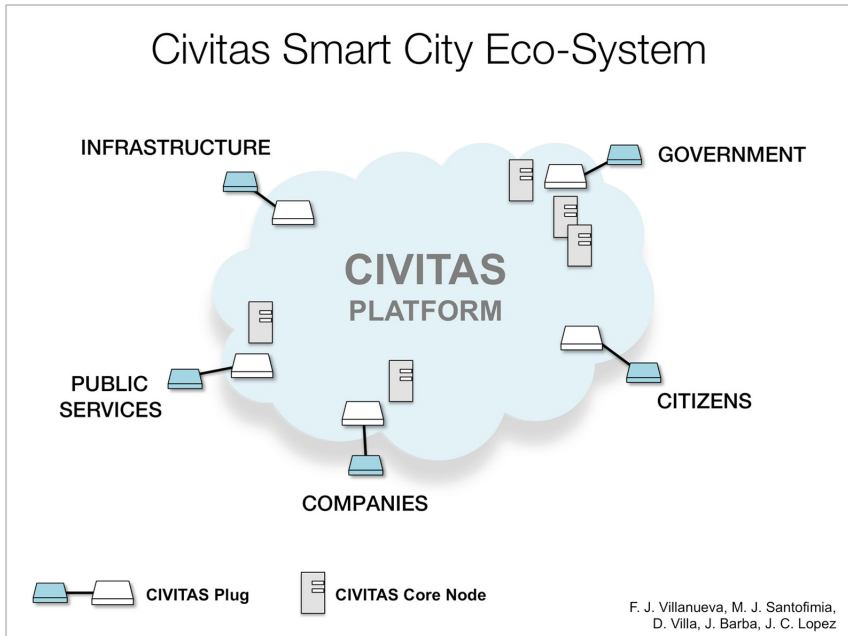 Civitas Smart City Eco-System
INFRASTRUCTURE
GOVERNMENT
CIVITAS
PLATFORM
PUBLIC
SERVICES
CITIZENS
COMPANIES
CIVITAS Plug
CIVITAS Core Node
F. J. Villanueva, M. J. Santofimia,
D. Villa, J. Barba, J. C. Lopez